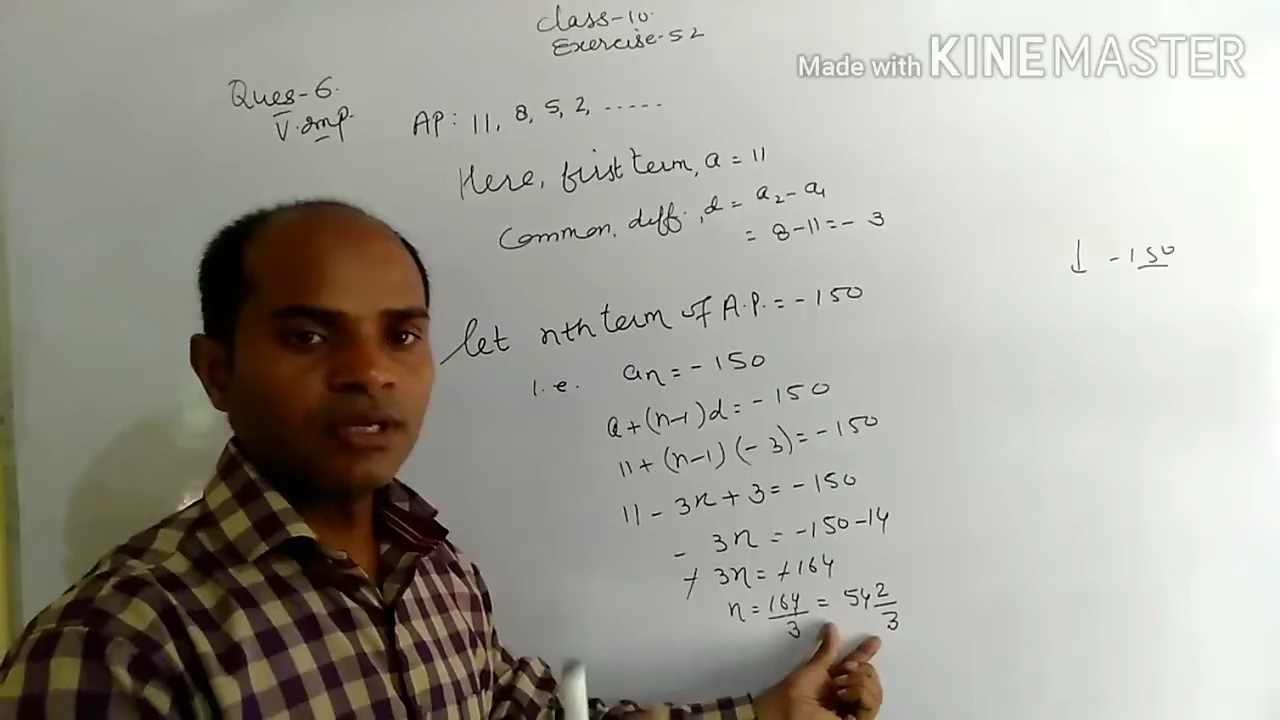 Class-10.
Exercise-52
Made with KINEMASTER
Ques-6.
V. Imp.
AP: 11, 8, 5, 2, .....
Here, first term, a = 11
Common. diff., d = a₂ - a₁
= 8-11 = -3
↓ -150
let nth term of A.P. = -150
i.e. an = -150
a+(n-1)d = -150
11+(n-1)(-3) = -150
11-3n+3 = -150
-3n = -150-14
-3n = -164
n = 164/3 = 54 2/3